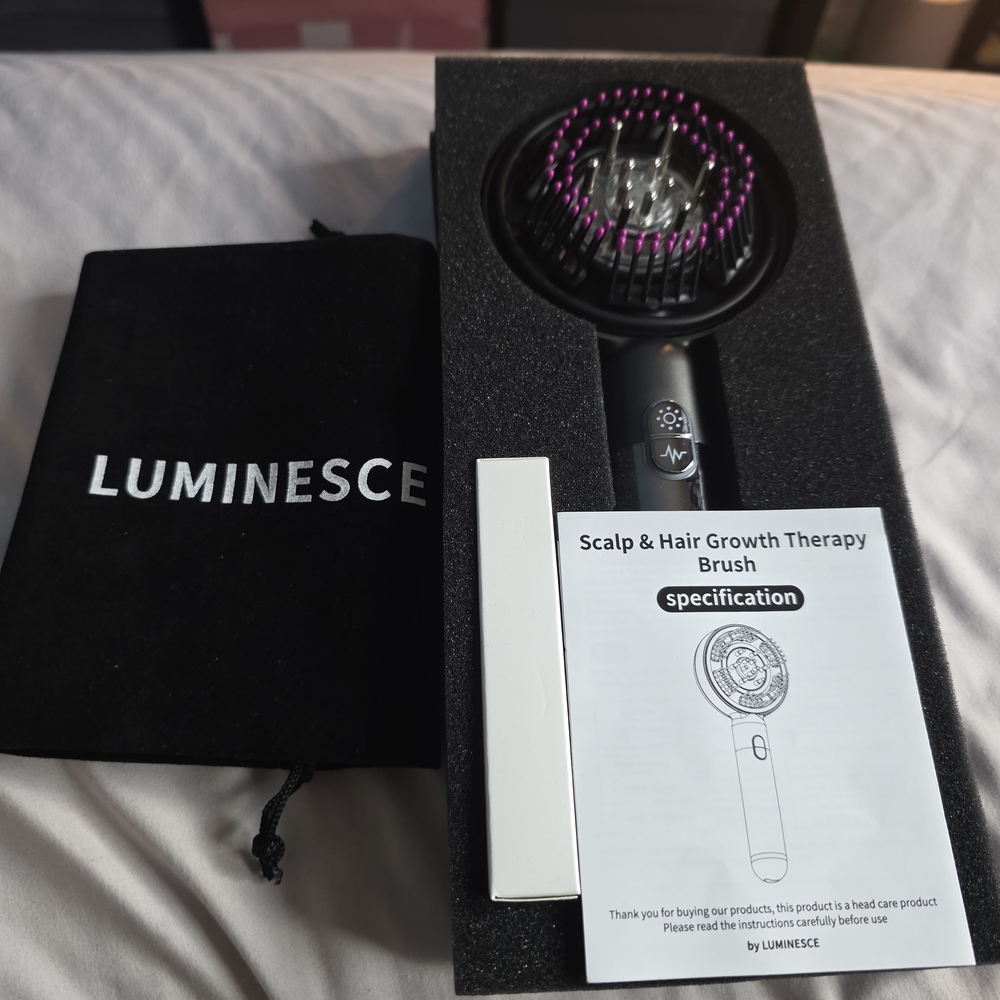 LUMINESCE
Scalp & Hair Growth Therapy
Brush
specification
Thank you for buying our products, this product is a head care product
Please read the instructions carefully before use
by LUMINESCE